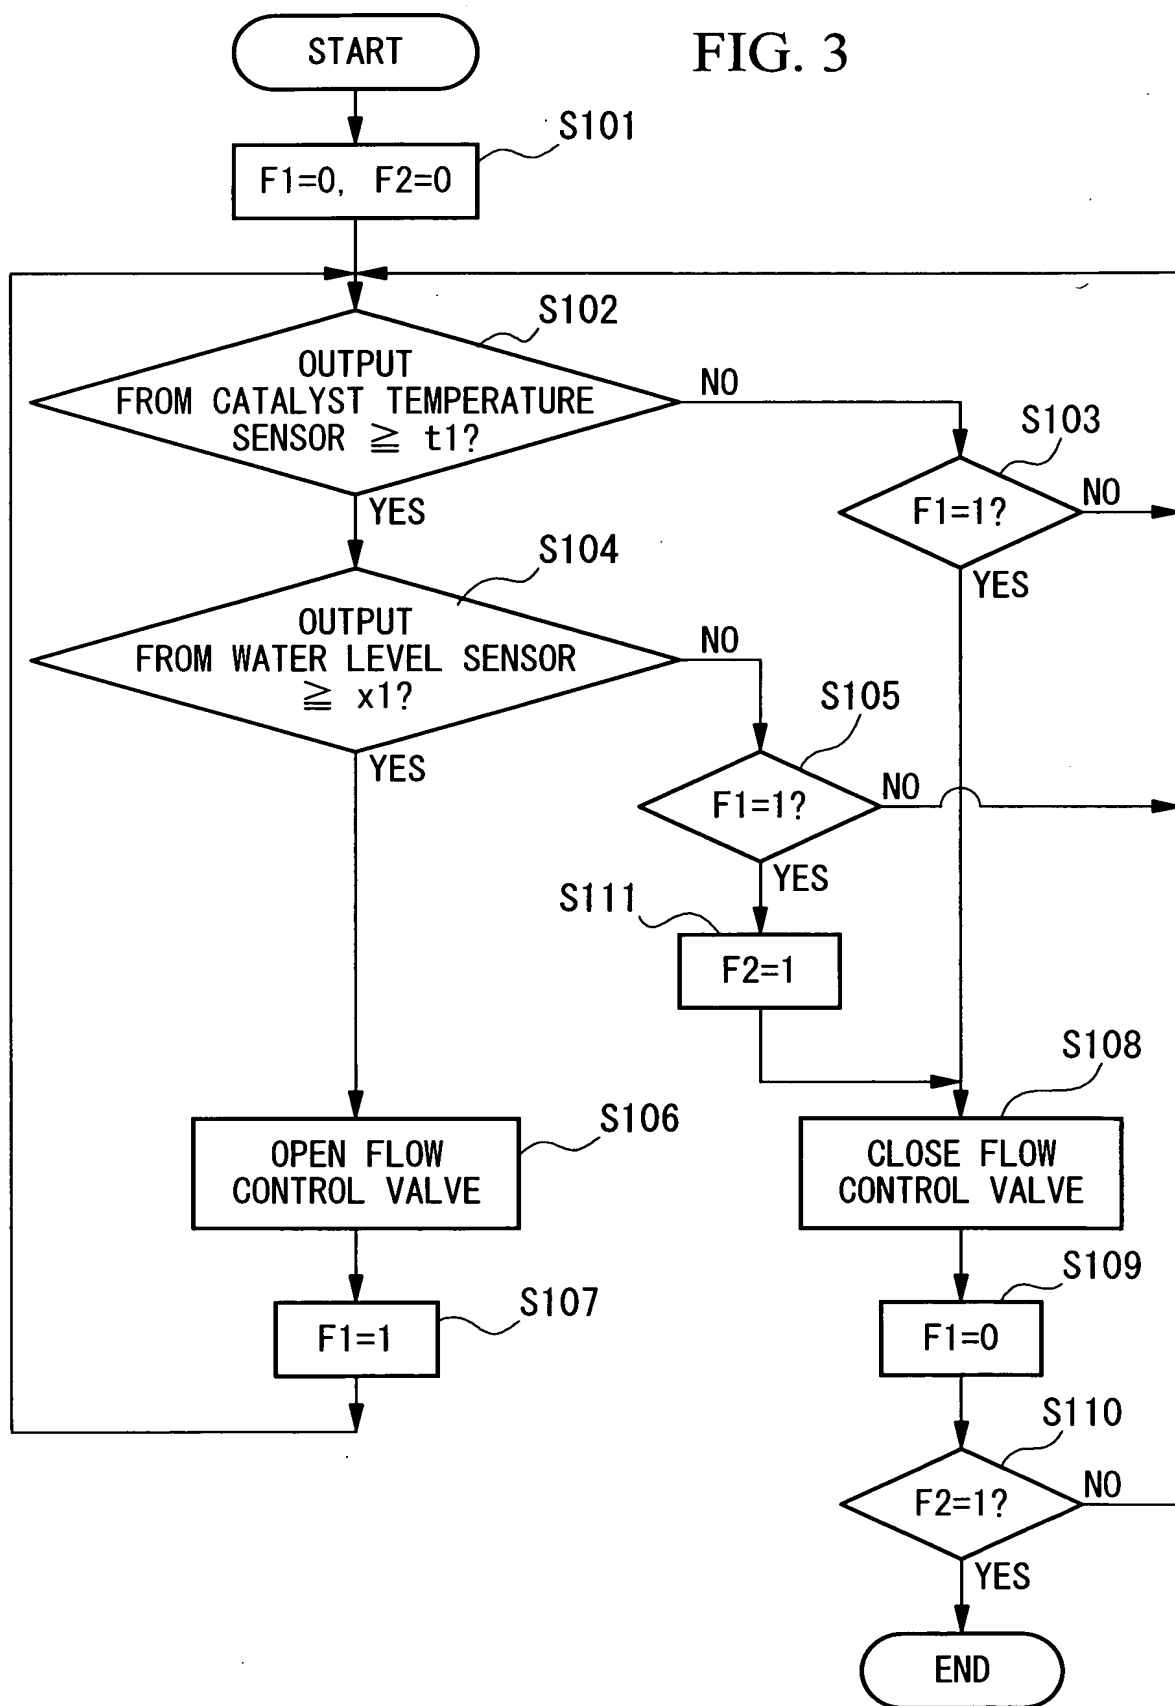 START
FIG. 3
S101
F1=0, F2=0
S102
OUTPUT
FROM CATALYST TEMPERATURE
SENSOR ≧ t1?
NO
YES
S103
F1=1?
NO
YES
S104
OUTPUT
FROM WATER LEVEL SENSOR
≧ x1?
NO
YES
S105
F1=1?
NO
YES
S111
F2=1
S106
OPEN FLOW
CONTROL VALVE
S108
CLOSE FLOW
CONTROL VALVE
S107
F1=1
S109
F1=0
S110
F2=1?
NO
YES
END